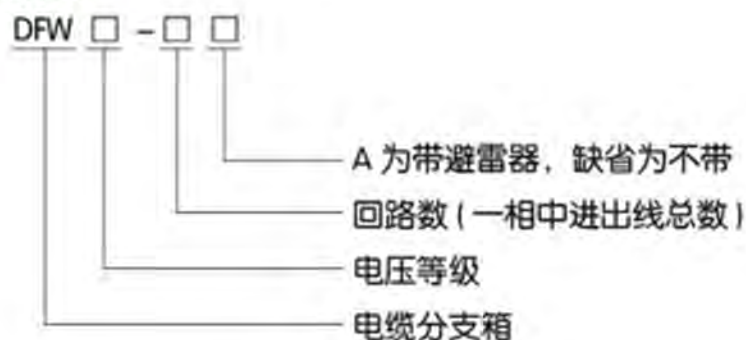 DFW □ - □ □
A 为带避雷器，缺省为不带
回路数(一相中进出线总数)
电压等级
电缆分支箱